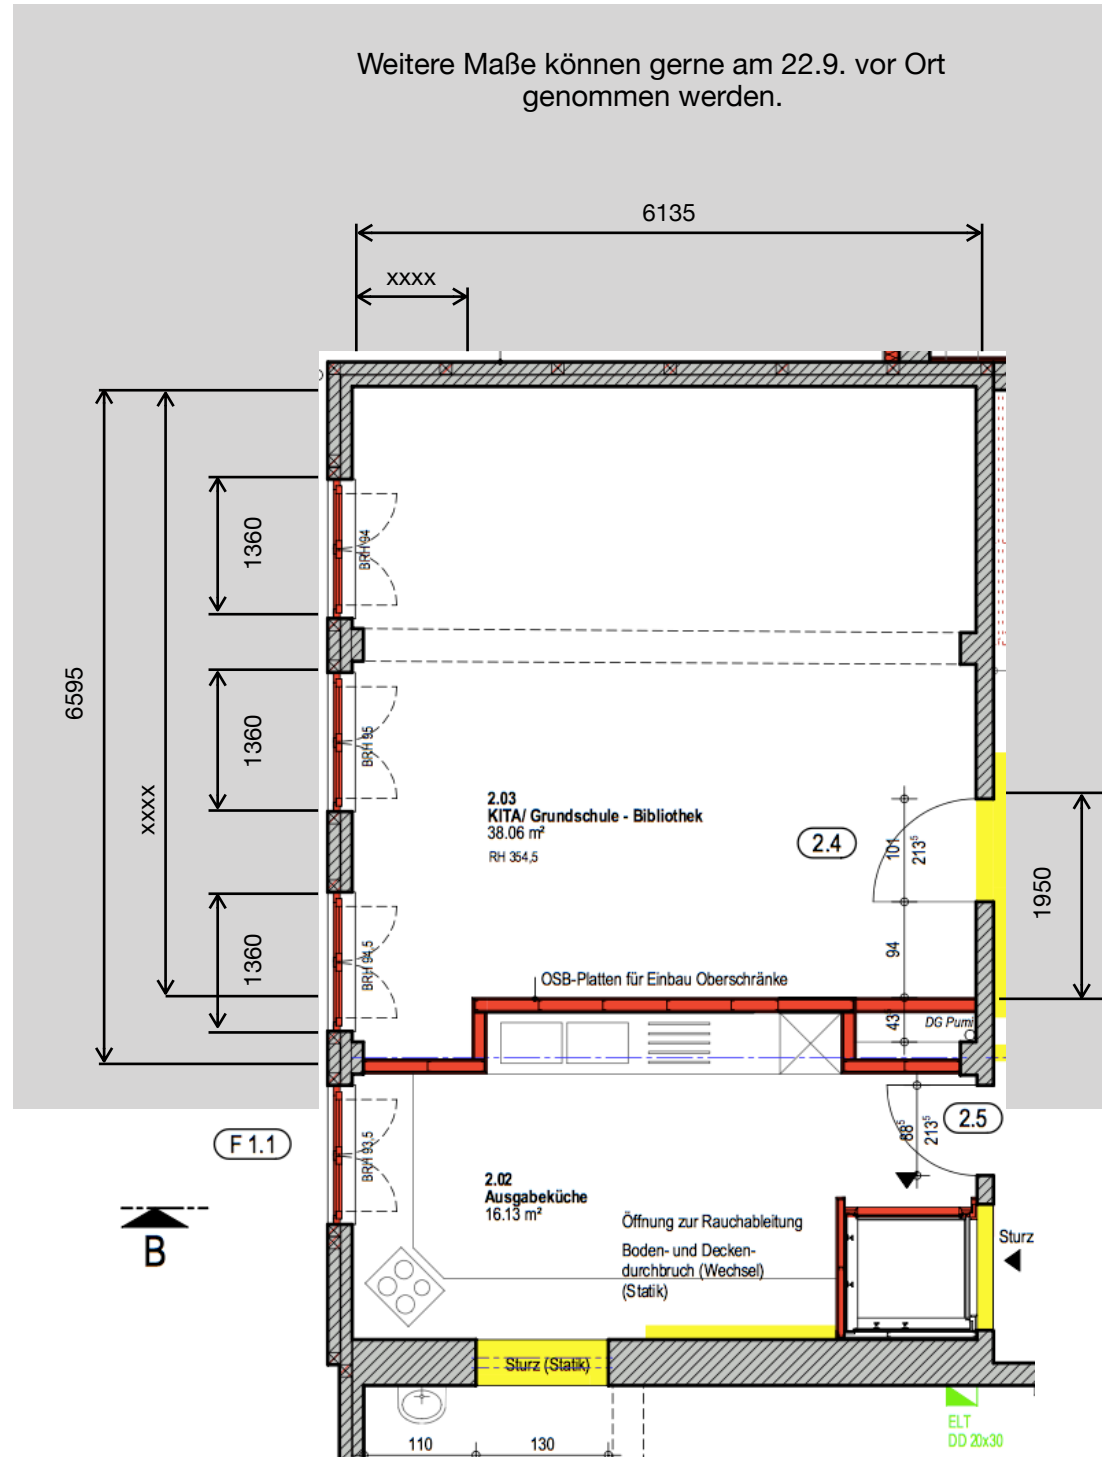 Weitere Maße können gerne am 22.9. vor Ort
genommen werden.
6135
xxxx
1360
BRH 94
6595
1360
BRH 95
xxxx
2.03
KITA/ Grundschule - Bibliothek
38.06 m²
RH 354,5
2.4
101
213⁵
1950
1360
BRH 94,5
94
OSB-Platten für Einbau Oberschränke
43⁵
DG Pumi
F 1.1
BRH 93,5
88⁵
213⁵
2.5
2.02
Ausgabeküche
16.13 m²
B
Öffnung zur Rauchableitung
Boden- und Decken-
durchbruch (Wechsel)
(Statik)
Sturz
Sturz (Statik)
ELT
DD 20x30
110
130